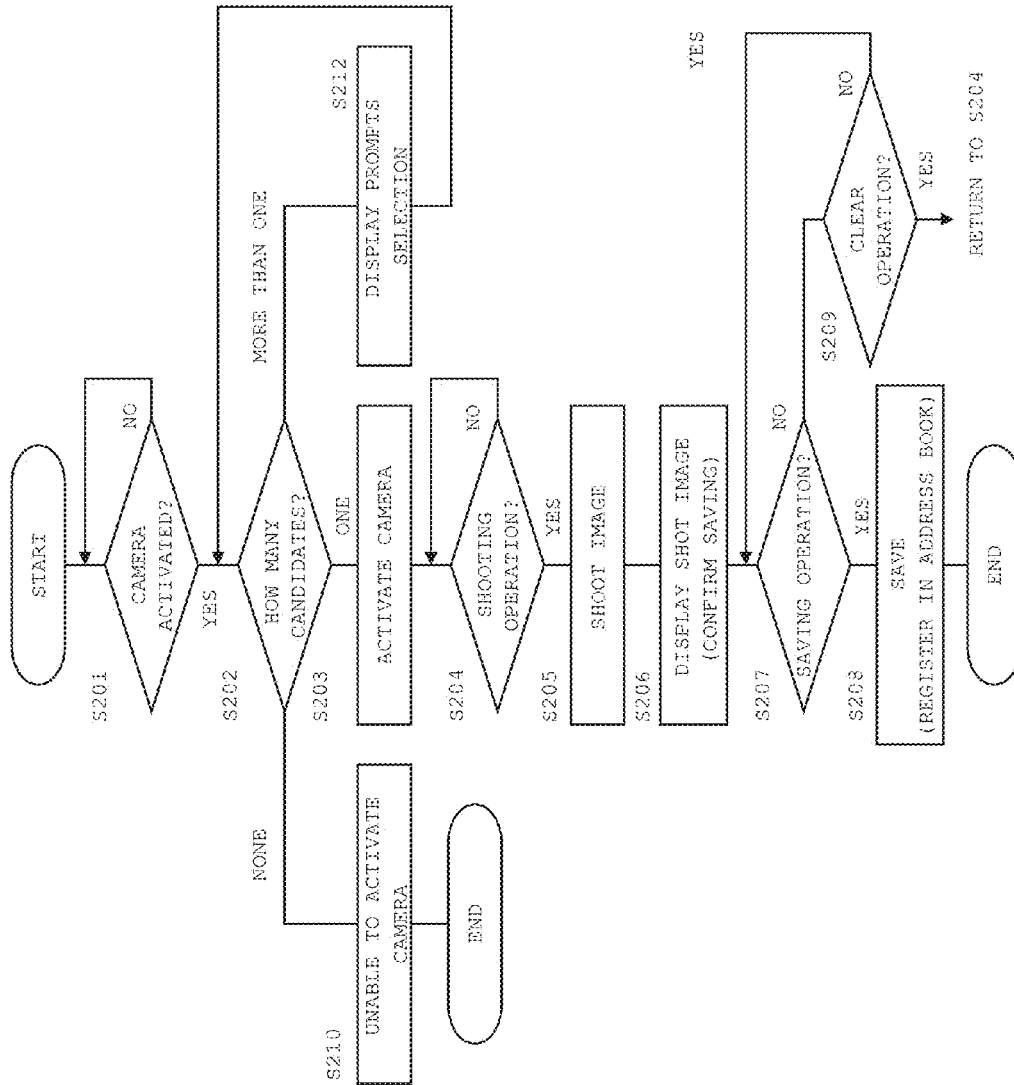 START
S201
CAMERA
ACTIVATED?
NO
YES
S202
HOW MANY
CANDIDATES?
NONE
MORE THAN ONE
ONE
S210
UNABLE TO ACTIVATE
CAMERA
END
S203
ACTIVATE CAMERA
S212
DISPLAY PROMPTS
SELECTION
S204
SHOOTING
OPERATION?
NO
YES
S205
SHOOT IMAGE
S206
DISPLAY SHOT IMAGE
(CONFIRM SAVING)
YES
S207
SAVING OPERATION?
NO
YES
S209
CLEAR
OPERATION?
NO
YES
RETURN TO S204
S208
SAVE
(REGISTER IN ADDRESS BOOK)
END